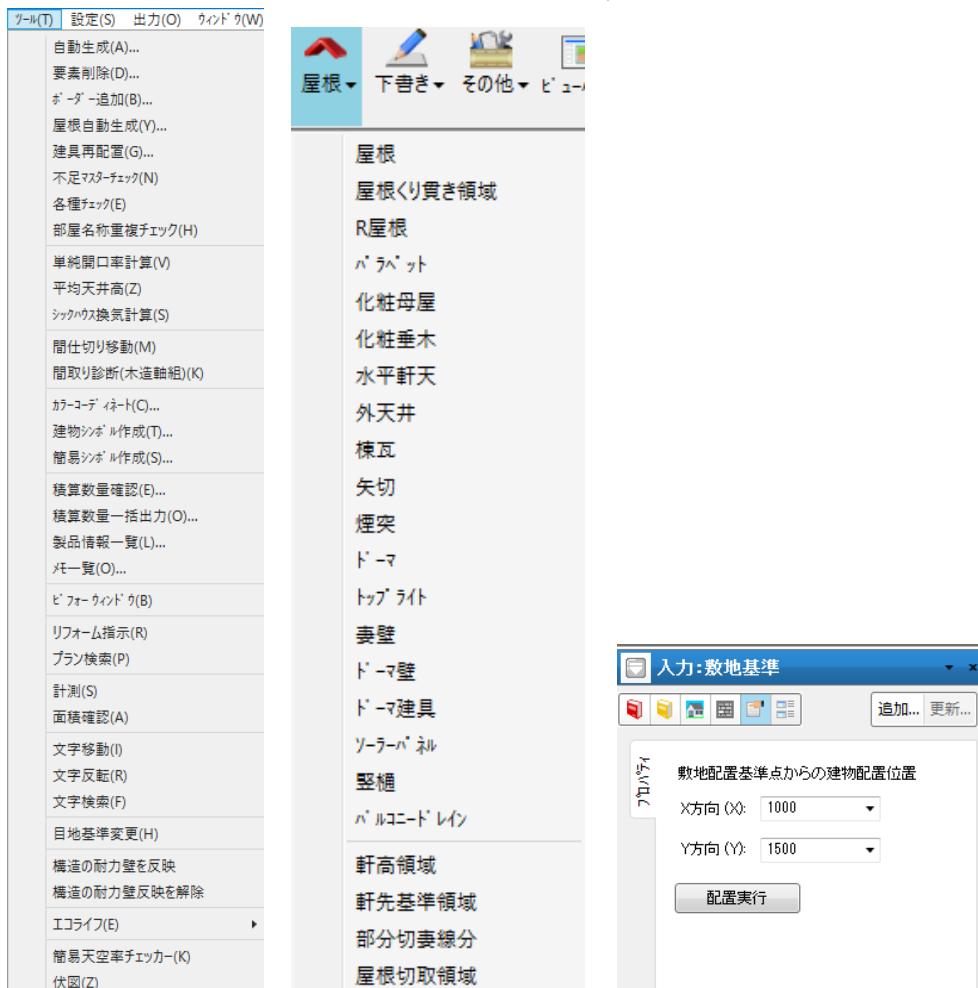 ﾂｰﾙ(T) 設定(S) 出力(O) ｳｨﾝﾄﾞｳ(W)
自動生成(A)...
要素削除(D)...
ﾎﾞｰﾀﾞｰ追加(B)...
屋根自動生成(Y)...
建具再配置(G)...
不足ﾏｽﾀｰﾁｪｯｸ(N)
各種ﾁｪｯｸ(E)
部屋名称重複チェック(H)
単純開口率計算(V)
平均天井高(Z)
ｼｯｸﾊｳｽ換気計算(S)
間仕切り移動(M)
間取り診断(木造軸組)(K)
ｶﾗｰｺｰﾃﾞｨﾈｰﾄ(C)...
建物ｼﾝﾎﾞﾙ作成(T)...
簡易ｼﾝﾎﾞﾙ作成(S)...
積算数量確認(E)...
積算数量一括出力(O)...
製品情報一覧(L)...
ﾒﾓ一覧(O)...
ﾋﾞﾌｫｰｳｨﾝﾄﾞｳ(B)
リフォーム指示(R)
プラン検索(P)
計測(S)
面積確認(A)
文字移動(I)
文字反転(R)
文字検索(F)
目地基準変更(H)
構造の耐力壁を反映
構造の耐力壁反映を解除
エコライフ(E)
簡易天空率チェッカー(K)
伏図(Z)
屋根 下書き その他
屋根
屋根くり貫き領域
R屋根
ﾊﾟﾗﾍﾟｯﾄ
化粧母屋
化粧垂木
水平軒天
外天井
棟瓦
矢切
煙突
ﾄﾞｰﾏ
ﾄｯﾌﾟﾗｲﾄ
妻壁
ﾄﾞｰﾏ壁
ﾄﾞｰﾏ建具
ｿｰﾗｰﾊﾟﾈﾙ
竪樋
ﾊﾞﾙｺﾆｰﾄﾞﾚｲﾝ
軒高領域
軒先基準領域
部分切妻線分
屋根切取領域
入力:敷地基準
追加... 更新...
ﾌﾟﾛﾊﾟﾃｨ
敷地配置基準点からの建物配置位置
X方向(X): 1000
Y方向(Y): 1500
配置実行